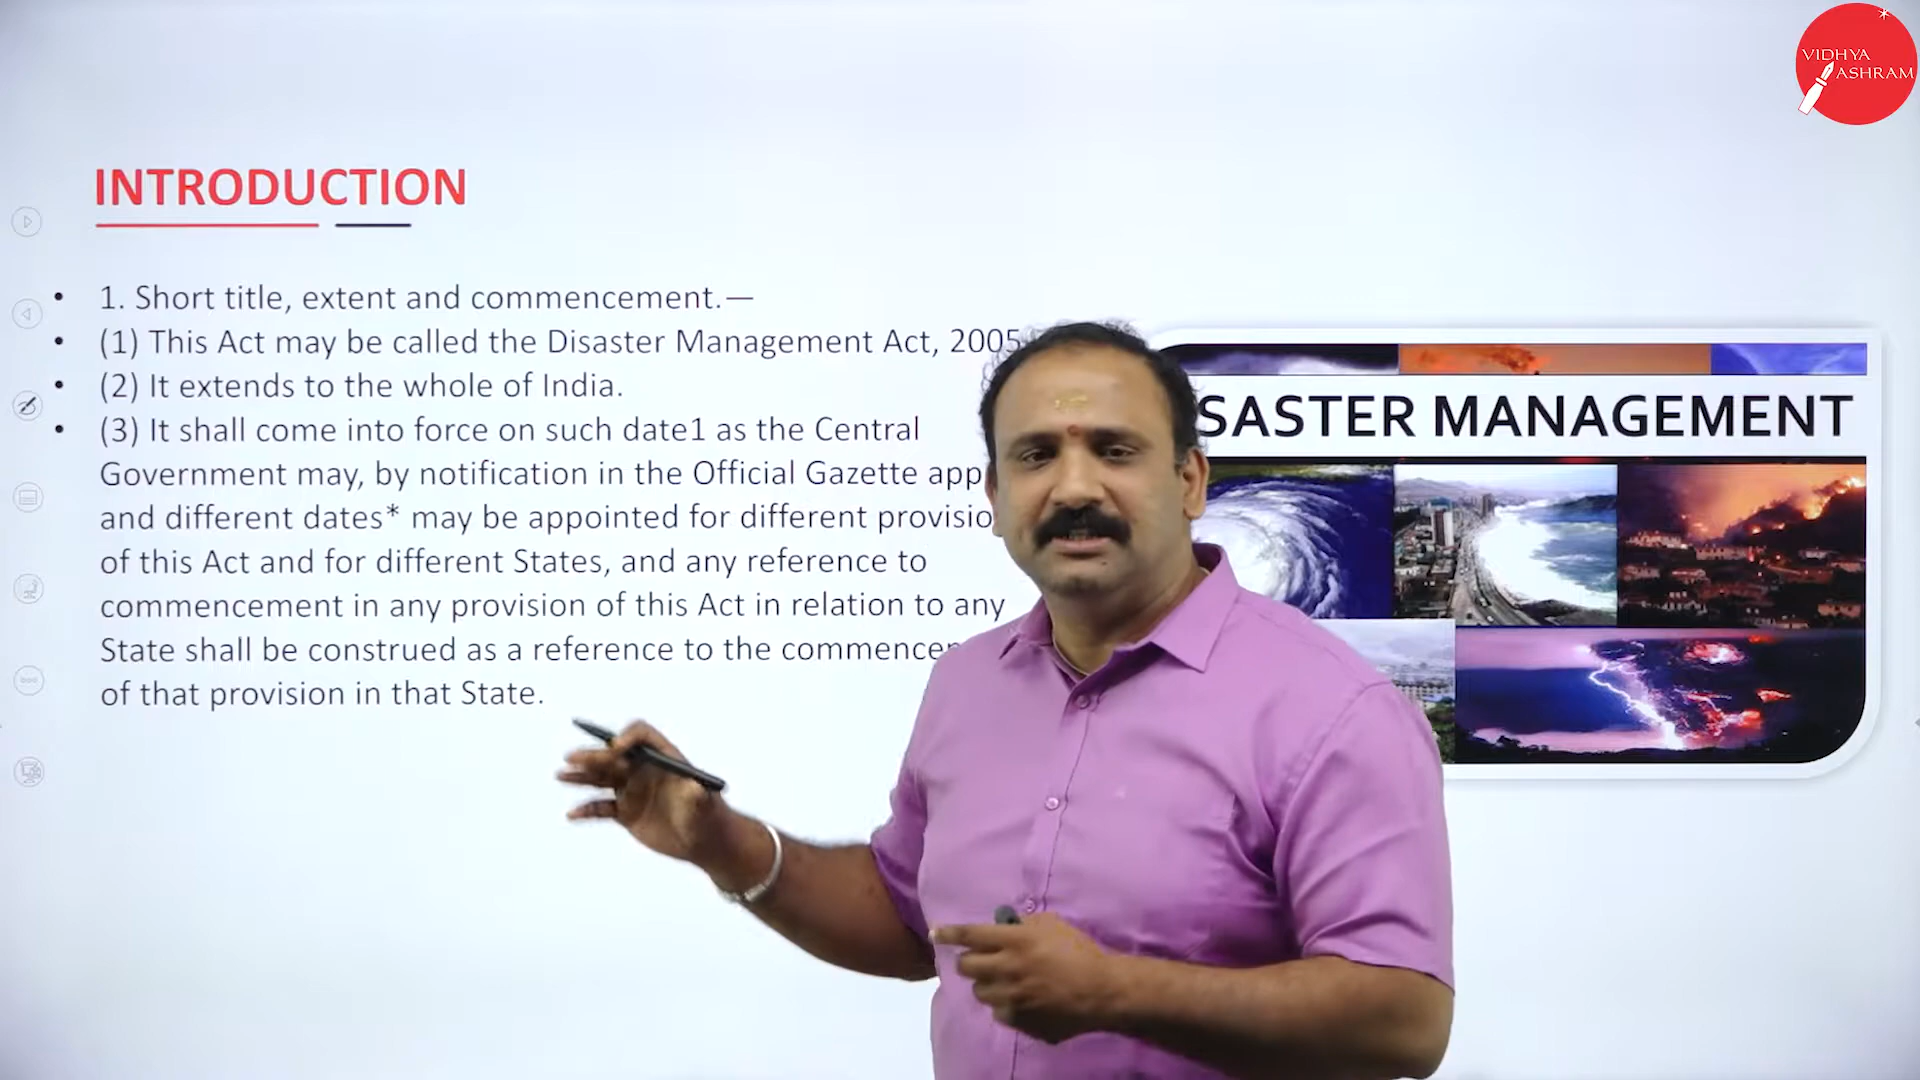 VIDHYA
ASHRAM
INTRODUCTION
• 1. Short title, extent and commencement.—
• (1) This Act may be called the Disaster Management Act, 2005
• (2) It extends to the whole of India.
• (3) It shall come into force on such date1 as the Central
Government may, by notification in the Official Gazette
and different dates* may be appointed for different
of this Act and for different States, and any reference to
commencement in any provision of this Act in relation to any
State shall be construed as a reference to the
of that provision in that State.
MANAGEMENT